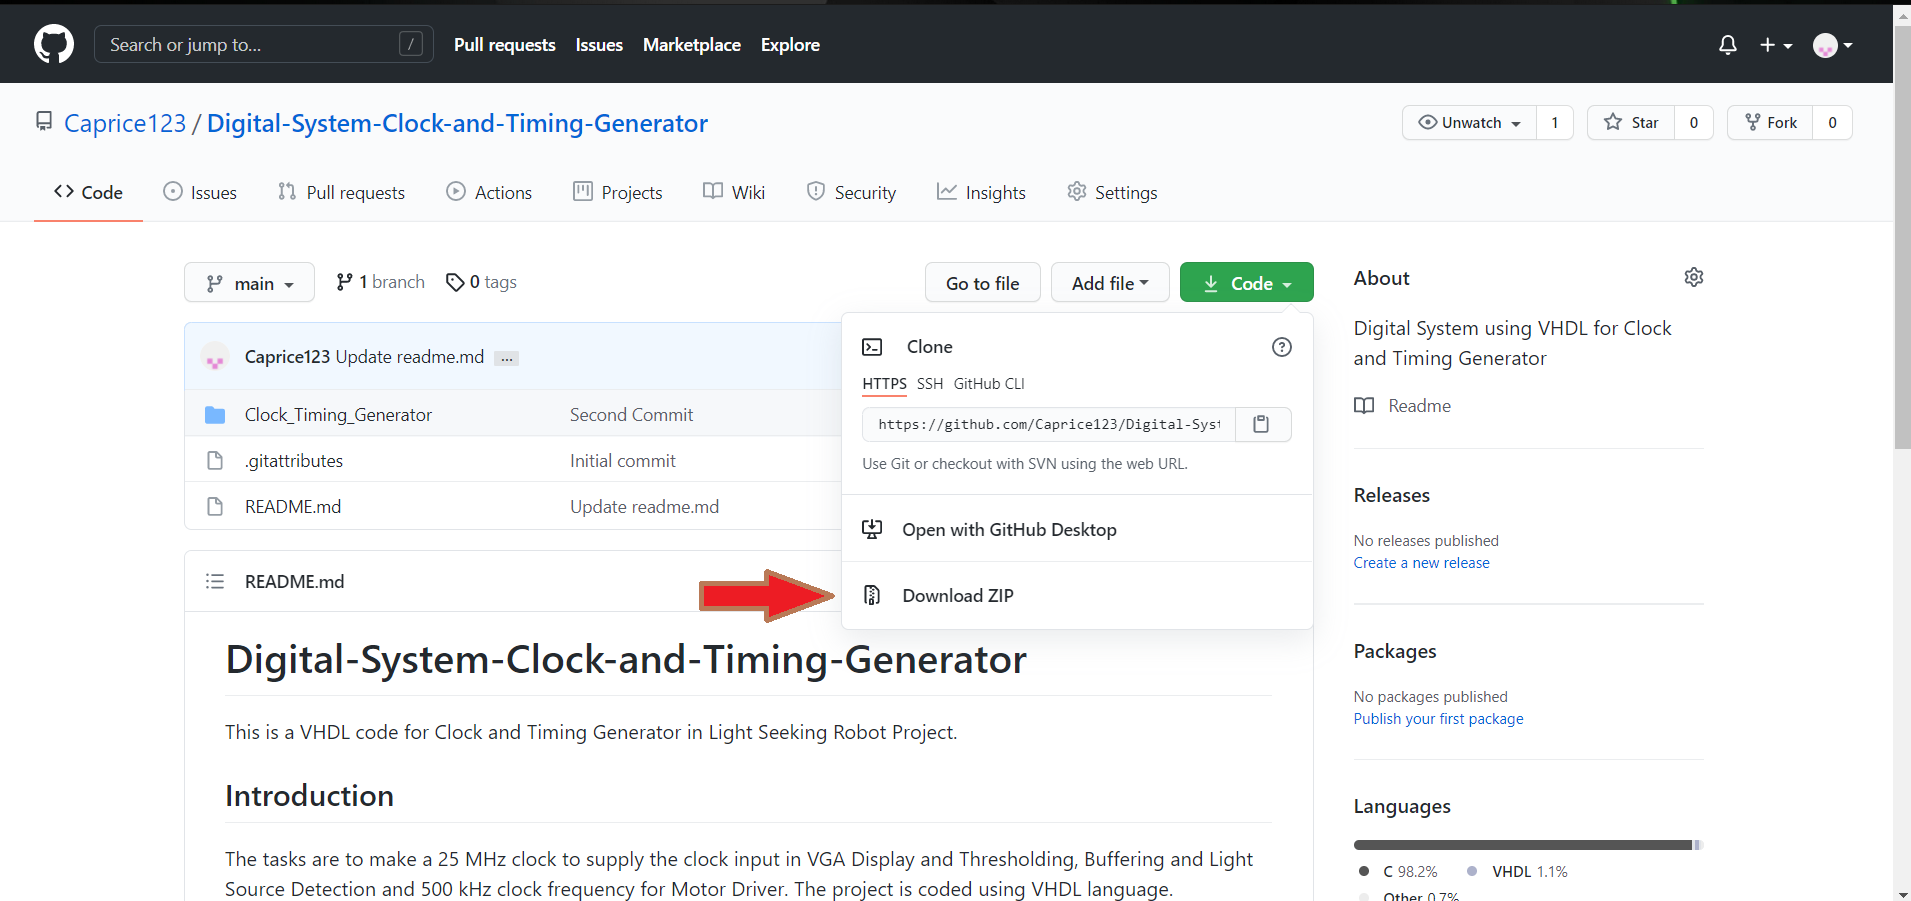 Search or jump to... / Pull requests Issues Marketplace Explore
Caprice123 / Digital-System-Clock-and-Timing-Generator Unwatch 1 Star 0 Fork 0
Code Issues Pull requests Actions Projects Wiki Security Insights Settings
main 1 branch 0 tags Go to file Add file Code
Caprice123 Update readme.md ...
Clock_Timing_Generator Second Commit
.gitattributes Initial commit
README.md Update readme.md
Clone
HTTPS SSH GitHub CLI
https://github.com/Caprice123/Digital-Syst
Use Git or checkout with SVN using the web URL.
Open with GitHub Desktop
Download ZIP
README.md
Digital-System-Clock-and-Timing-Generator
This is a VHDL code for Clock and Timing Generator in Light Seeking Robot Project.
Introduction
The tasks are to make a 25 MHz clock to supply the clock input in VGA Display and Thresholding, Buffering and Light
Source Detection and 500 kHz clock frequency for Motor Driver. The project is coded using VHDL language.
About
Digital System using VHDL for Clock
and Timing Generator
Readme
Releases
No releases published
Create a new release
Packages
No packages published
Publish your first package
Languages
C 98.2% VHDL 1.1%
Other 0.7%